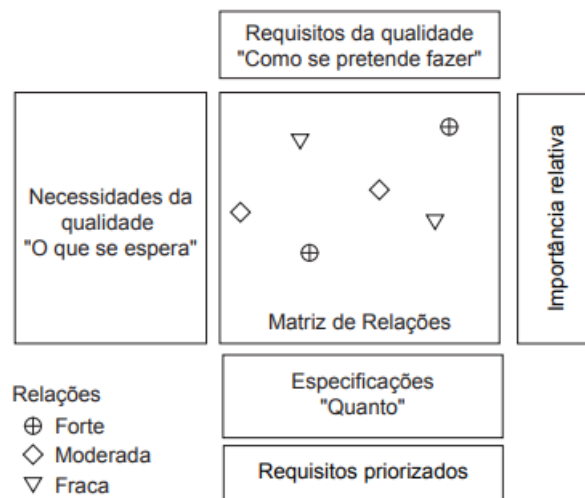 Requisitos da qualidade
"Como se pretende fazer"
Necessidades da
qualidade
"O que se espera"
Importância relativa
Matriz de Relações
Especificações
"Quanto"
Requisitos priorizados
Relações
Forte
Moderada
Fraca